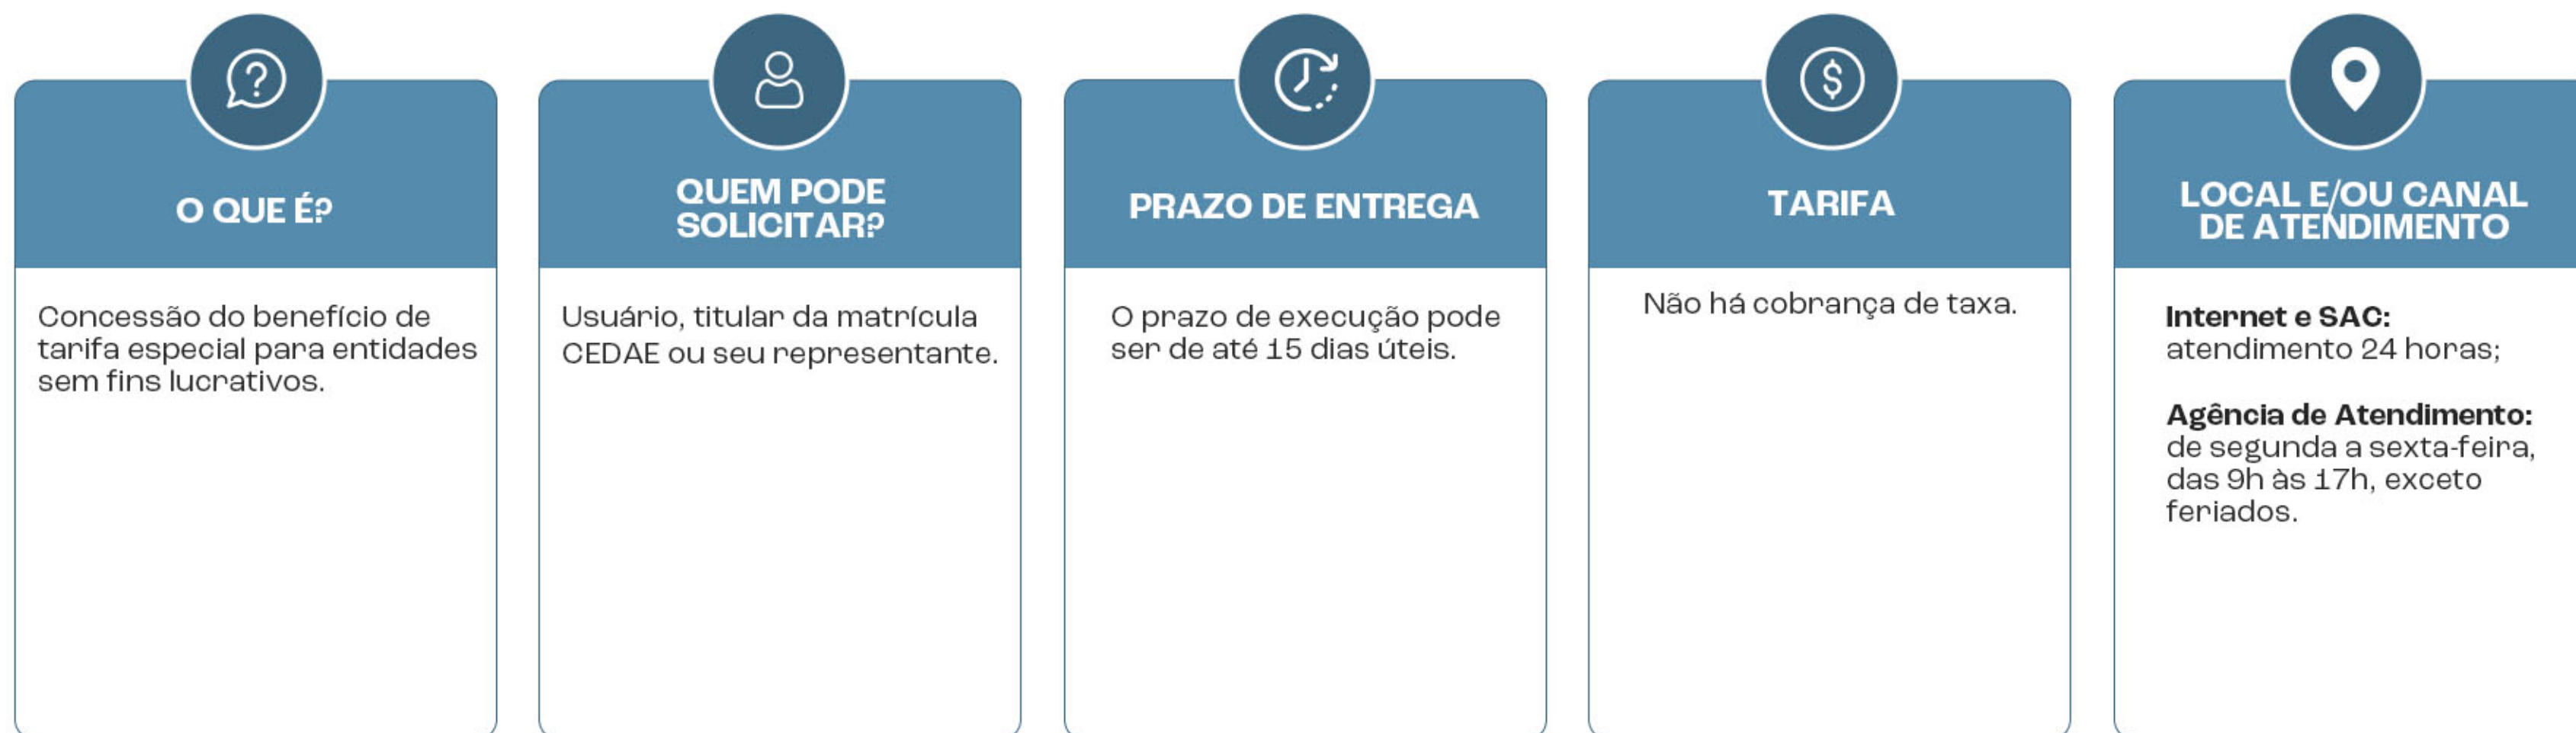 O QUE É?
Concessão do benefício de
tarifa especial para entidades
sem fins lucrativos.
QUEM PODE
SOLICITAR?
Usuário, titular da matrícula
CEDAE ou seu representante.
PRAZO DE ENTREGA
O prazo de execução pode
ser de até 15 dias úteis.
TARIFA
Não há cobrança de taxa.
LOCAL E/OU CANAL
DE ATENDIMENTO
Internet e SAC:
atendimento 24 horas;
Agência de Atendimento:
de segunda a sexta-feira,
das 9h às 17h, exceto
feriados.